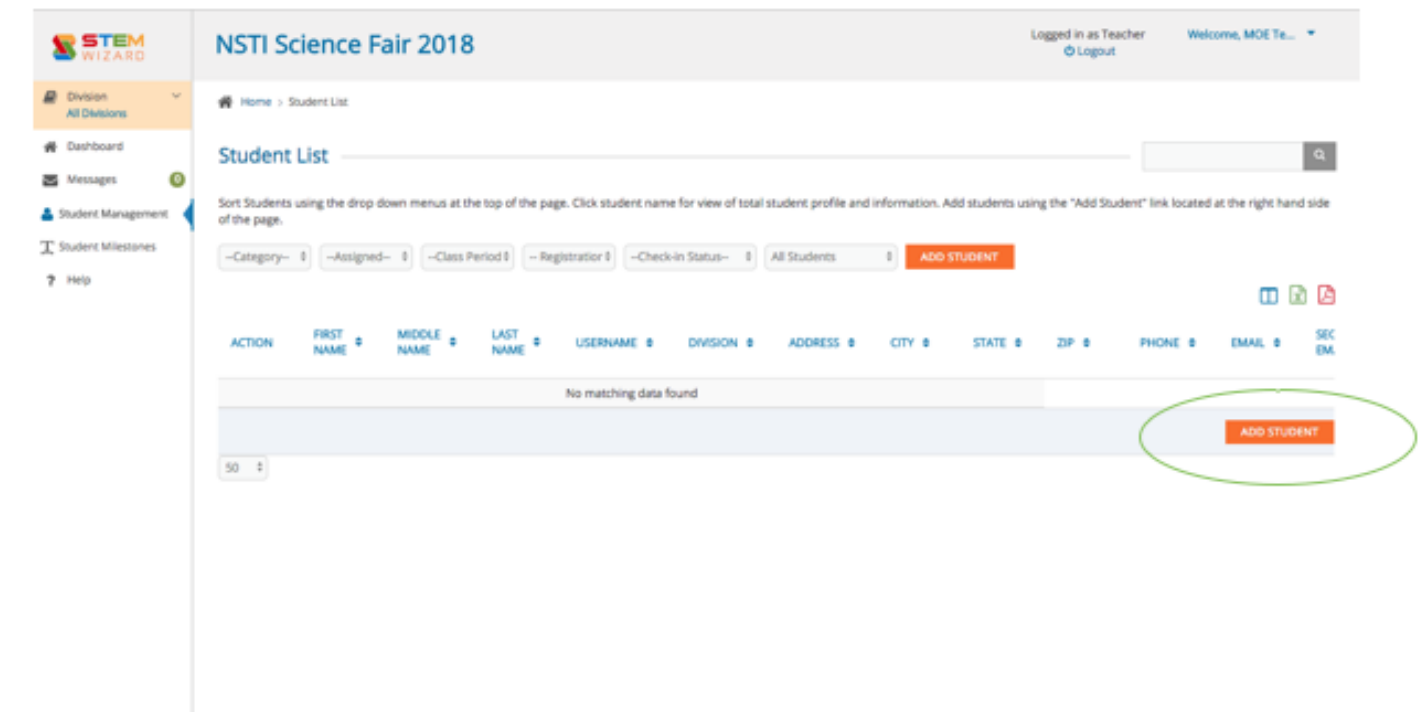 STEM
WIZARD
NSTI Science Fair 2018
Logged in as Teacher
Logout
Welcome, MOE Te...
Division
All Divisions
Dashboard
Messages 0
Student Management
Student Milestones
? Help
Home > Student List
Student List
Sort Students using the drop down menus at the top of the page. Click student name for view of total student profile and information. Add students using the "Add Student" link located at the right hand side
of the page.
--Category-- --Assigned-- --Class Period -- Registration --Check-in Status-- All Students ADD STUDENT
ACTION FIRST NAME MIDDLE NAME LAST NAME USERNAME DIVISION ADDRESS CITY STATE ZIP PHONE EMAIL SEC EM
No matching data found
ADD STUDENT
50